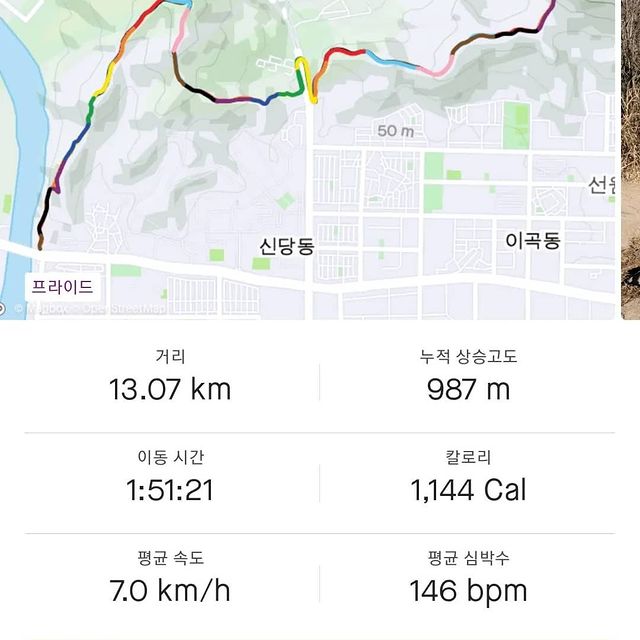 50 m
선원
신당동
이곡동
프라이드
© Mapbox © OpenStreetMap
거리
누적 상승고도
13.07 km
987 m
이동 시간
칼로리
1:51:21
1,144 Cal
평균 속도
평균 심박수
7.0 km/h
146 bpm